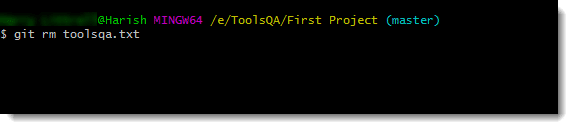 @Harish MINGW64 /e/ToolsQA/First Project (master)
$ git rm toolsqa.txt